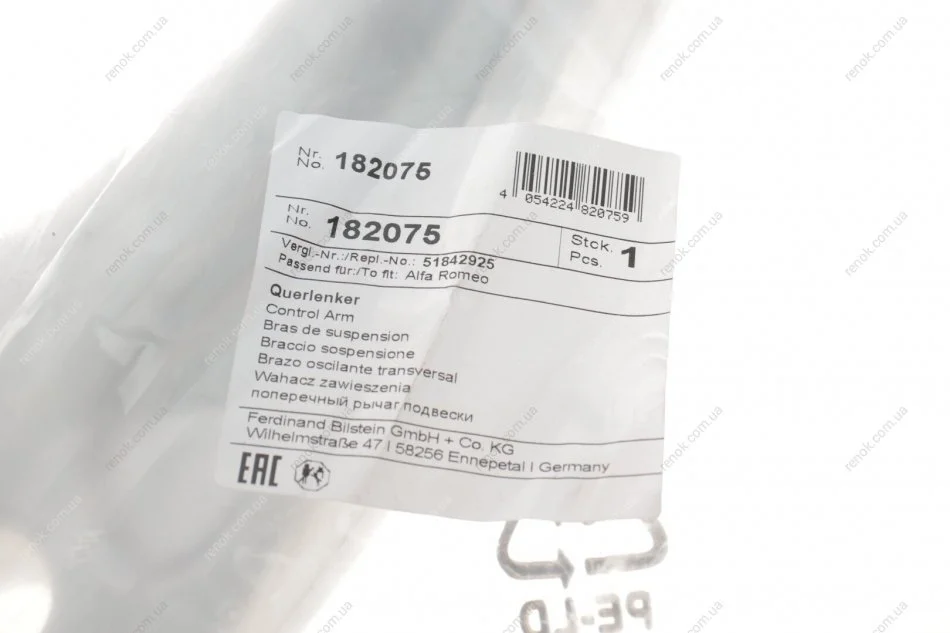 Nr.
No. 182075
4 054224 820759
Nr.
No. 182075
Stck.
Pcs. 1
Vergl.-Nr.:/Repl.-No.: 51842925
Passend für:/To fit: Alfa Romeo
Querlenker
Control Arm
Bras de suspension
Braccio sospensione
Brazo oscilante transversal
Wahacz zawieszenia
поперечный рычаг подвески
Ferdinand Bilstein GmbH + Co. KG
Wilhelmstraße 47 I 58256 Ennepetal I Germany
EAC
PE-LD
renok.com.ua